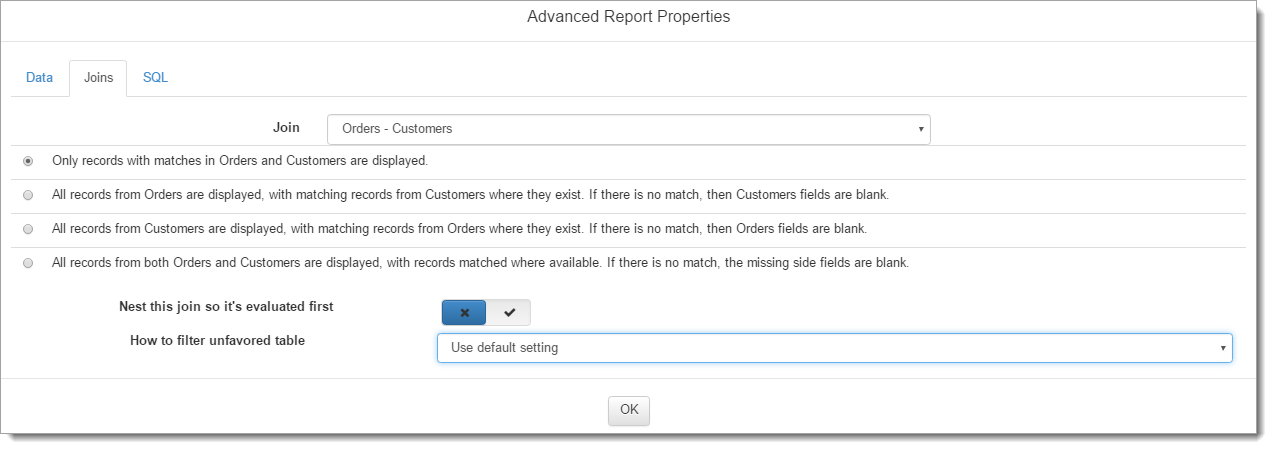 Advanced Report Properties
Data Joins SQL
Join Orders - Customers
Only records with matches in Orders and Customers are displayed.
All records from Orders are displayed, with matching records from Customers where they exist. If there is no match, then Customers fields are blank.
All records from Customers are displayed, with matching records from Orders where they exist. If there is no match, then Orders fields are blank.
All records from both Orders and Customers are displayed, with records matched where available. If there is no match, the missing side fields are blank.
Nest this join so it's evaluated first
How to filter unfavored table Use default setting
OK